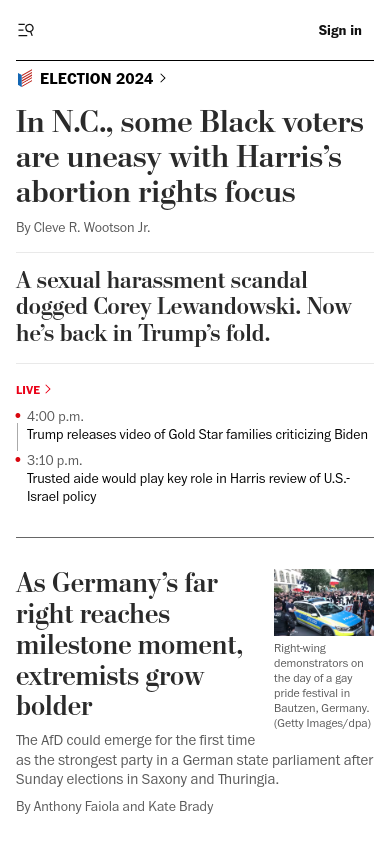 Sign in
ELECTION 2024
In N.C., some Black voters
are uneasy with Harris's
abortion rights focus
By Cleve R. Wootson Jr.
A sexual harassment scandal
dogged Corey Lewandowski. Now
he's back in Trump's fold.
LIVE
4:00 p.m.
Trump releases video of Gold Star families criticizing Biden
3:10 p.m.
Trusted aide would play key role in Harris review of U.S.-
Israel policy
As Germany's far
right reaches
milestone moment,
extremists grow
bolder
Right-wing
demonstrators on
the day of a gay
pride festival in
Bautzen, Germany.
(Getty Images/dpa)
The AfD could emerge for the first time
as the strongest party in a German state parliament after
Sunday elections in Saxony and Thuringia.
By Anthony Faiola and Kate Brady